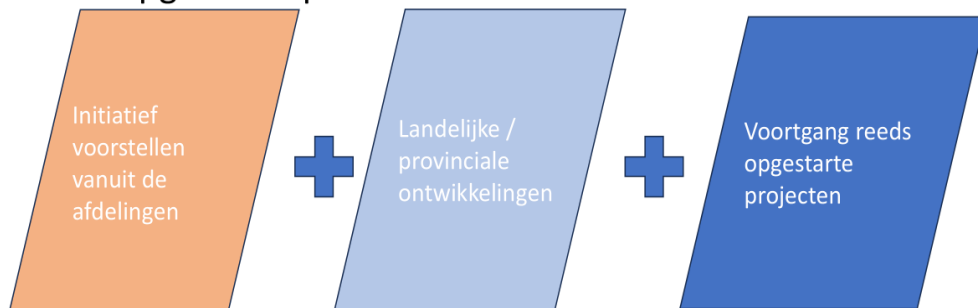 Initiatief
voorstellen
vanuit de
afdelingen
Landelijke /
provinciale
ontwikkelingen
Voortgang reeds
opgestarte
projecten